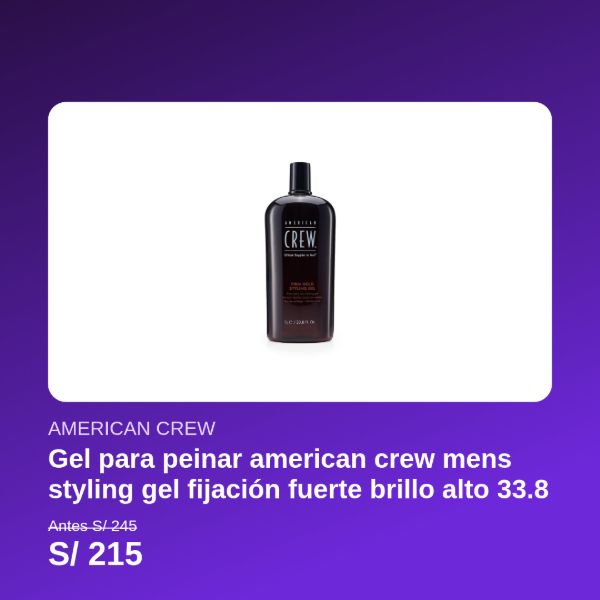 AMERICAN
CREW
FIRM HOLD
STYLING GEL
AMERICAN CREW
Gel para peinar american crew mens
styling gel fijación fuerte brillo alto 33.8
Antes S/ 245
S/ 215